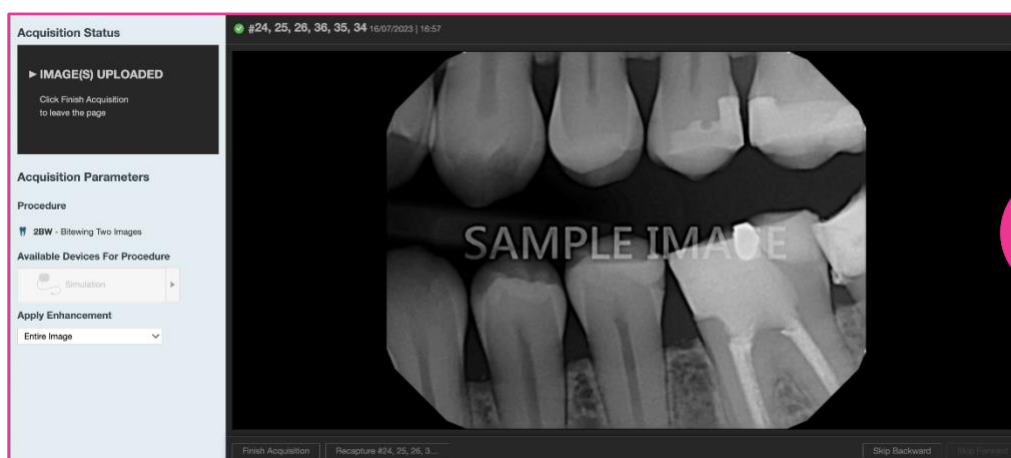 Acquisition Status
IMAGE(S) UPLOADED
Click Finish Acquisition
to leave the page
Acquisition Parameters
Procedure
2BW - Bitewing Two Images
Available Devices For Procedure
Simulation
Apply Enhancement
Entire Image
#24, 25, 26, 36, 35, 34 16/07/2023 | 16:57
SAMPLE IMAGE
Finish Acquisition
Recapture #24, 25, 26, 3...
Skip Backward
Skip Forward